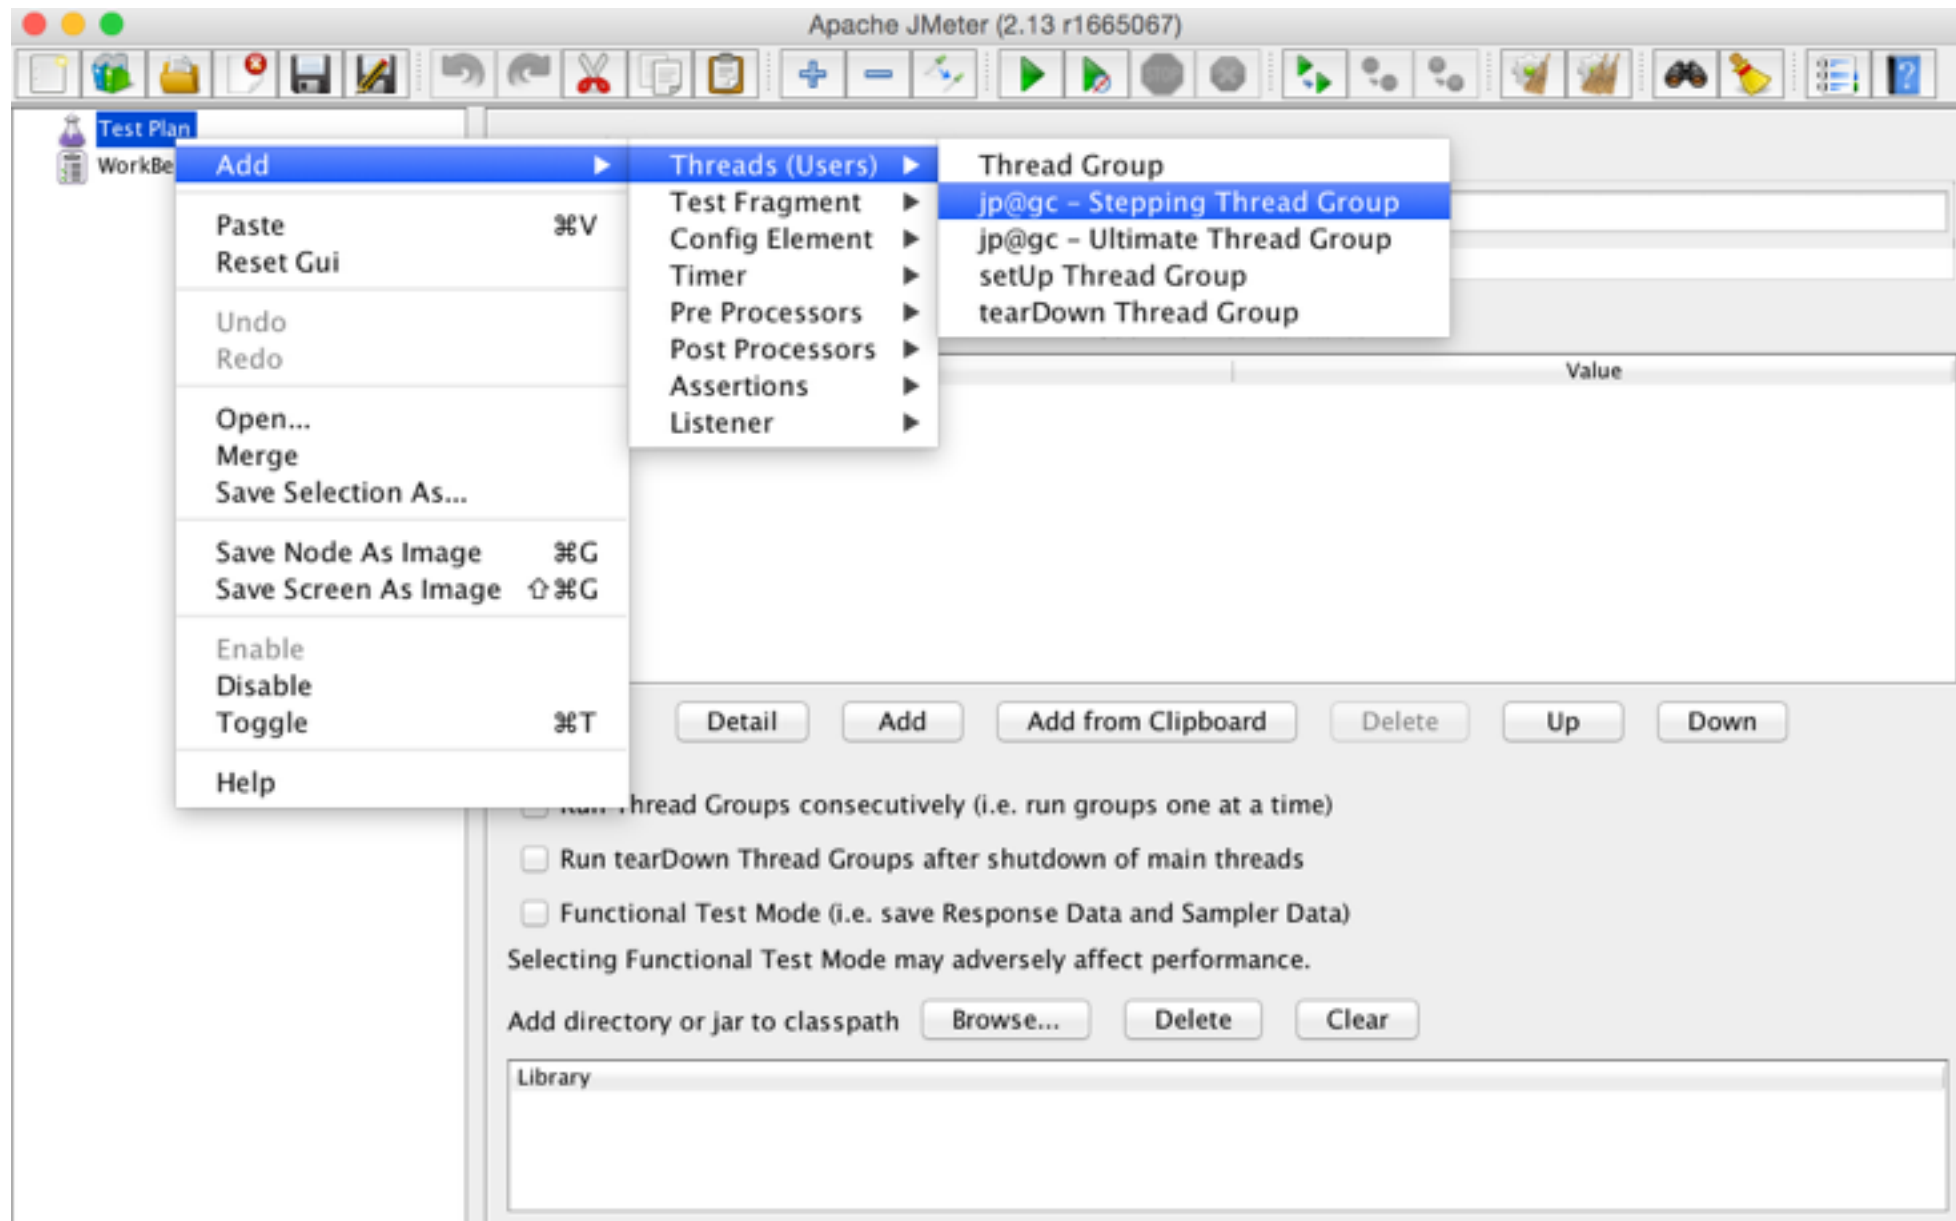 Apache JMeter (2.13 r1665067)
STOP
Test Plan
WorkBe
Add
Paste ⌘V
Reset Gui
Undo
Redo
Open...
Merge
Save Selection As...
Save Node As Image ⌘G
Save Screen As Image ⇧⌘G
Enable
Disable
Toggle ⌘T
Help
Threads (Users)
Test Fragment
Config Element
Timer
Pre Processors
Post Processors
Assertions
Listener
Thread Group
jp@gc - Stepping Thread Group
jp@gc - Ultimate Thread Group
setUp Thread Group
tearDown Thread Group
Value
Detail Add Add from Clipboard Delete Up Down
Run Thread Groups consecutively (i.e. run groups one at a time)
Run tearDown Thread Groups after shutdown of main threads
Functional Test Mode (i.e. save Response Data and Sampler Data)
Selecting Functional Test Mode may adversely affect performance.
Add directory or jar to classpath Browse... Delete Clear
Library